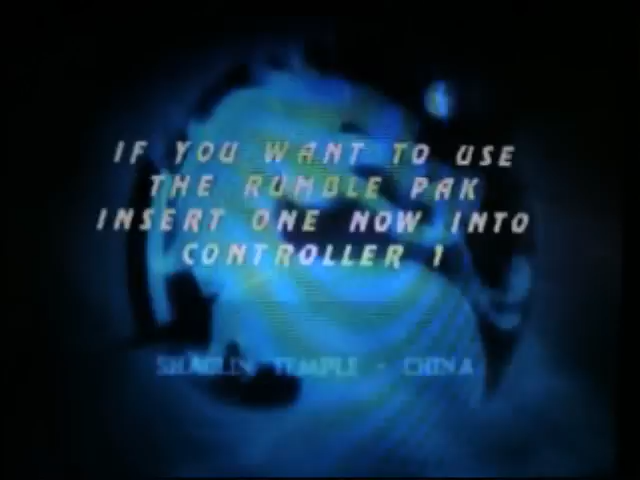 IF YOU WANT TO USE
THE RUMBLE PAK
INSERT ONE NOW INTO
CONTROLLER 1
SHAOLIN TEMPLE - CHINA